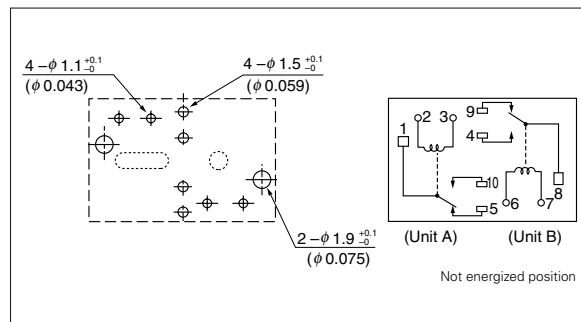 4 – φ 1.1 +0.1 –0
(φ 0.043)
4 – φ 1.5 +0.1 –0
(φ 0.059)
2 – φ 1.9 +0.1 –0
(φ 0.075)
1
2
3
9
4
10
5
6
7
8
(Unit A)
(Unit B)
Not energized position